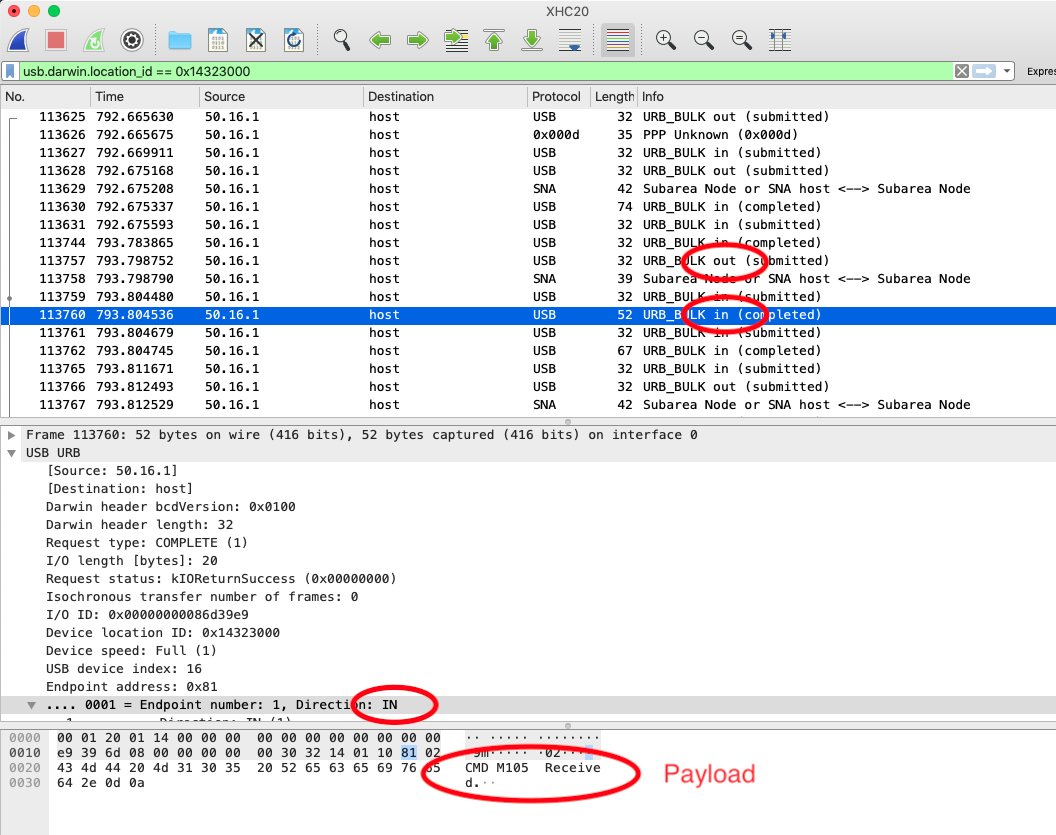 XHC20
usb.darwin.location_id == 0x14323000
Expres
No. Time Source Destination Protocol Length Info
113625 792.665630 50.16.1 host USB 32 URB_BULK out (submitted)
113626 792.665675 50.16.1 host 0x000d 35 PPP Unknown (0x000d)
113627 792.669911 50.16.1 host USB 32 URB_BULK in (submitted)
113628 792.675168 50.16.1 host USB 32 URB_BULK out (submitted)
113629 792.675208 50.16.1 host SNA 42 Subarea Node or SNA host <--> Subarea Node
113630 792.675337 50.16.1 host USB 74 URB_BULK in (completed)
113631 792.675593 50.16.1 host USB 32 URB_BULK in (submitted)
113744 793.783865 50.16.1 host USB 32 URB_BULK in (completed)
113757 793.798752 50.16.1 host USB 32 URB_BULK out (submitted)
113758 793.798790 50.16.1 host SNA 39 Subarea Node or SNA host <--> Subarea Node
113759 793.804480 50.16.1 host USB 32 URB_BULK in (submitted)
113760 793.804536 50.16.1 host USB 52 URB_BULK in (completed)
113761 793.804679 50.16.1 host USB 32 URB_BULK in (submitted)
113762 793.804745 50.16.1 host USB 67 URB_BULK in (completed)
113765 793.811671 50.16.1 host USB 32 URB_BULK in (submitted)
113766 793.812493 50.16.1 host USB 32 URB_BULK out (submitted)
113767 793.812529 50.16.1 host SNA 42 Subarea Node or SNA host <--> Subarea Node
Frame 113760: 52 bytes on wire (416 bits), 52 bytes captured (416 bits) on interface 0
USB URB
[Source: 50.16.1]
[Destination: host]
Darwin header bcdVersion: 0x0100
Darwin header length: 32
Request type: COMPLETE (1)
I/O length [bytes]: 20
Request status: kIOReturnSuccess (0x00000000)
Isochronous transfer number of frames: 0
I/O ID: 0x00000000086d39e9
Device location ID: 0x14323000
Device speed: Full (1)
USB device index: 16
Endpoint address: 0x81
.... 0001 = Endpoint number: 1, Direction: IN
0000 00 01 20 01 14 00 00 00 00 00 00 00 00 00 00 00 ·· ····· ········
0010 e9 39 6d 08 00 00 00 00 00 30 32 14 01 10 81 02 ·9m····· ·02·····
0020 43 4d 44 20 4d 31 30 35 20 52 65 63 65 69 76 65 CMD M105 Receive
0030 64 2e 0d 0a d.··
Payload